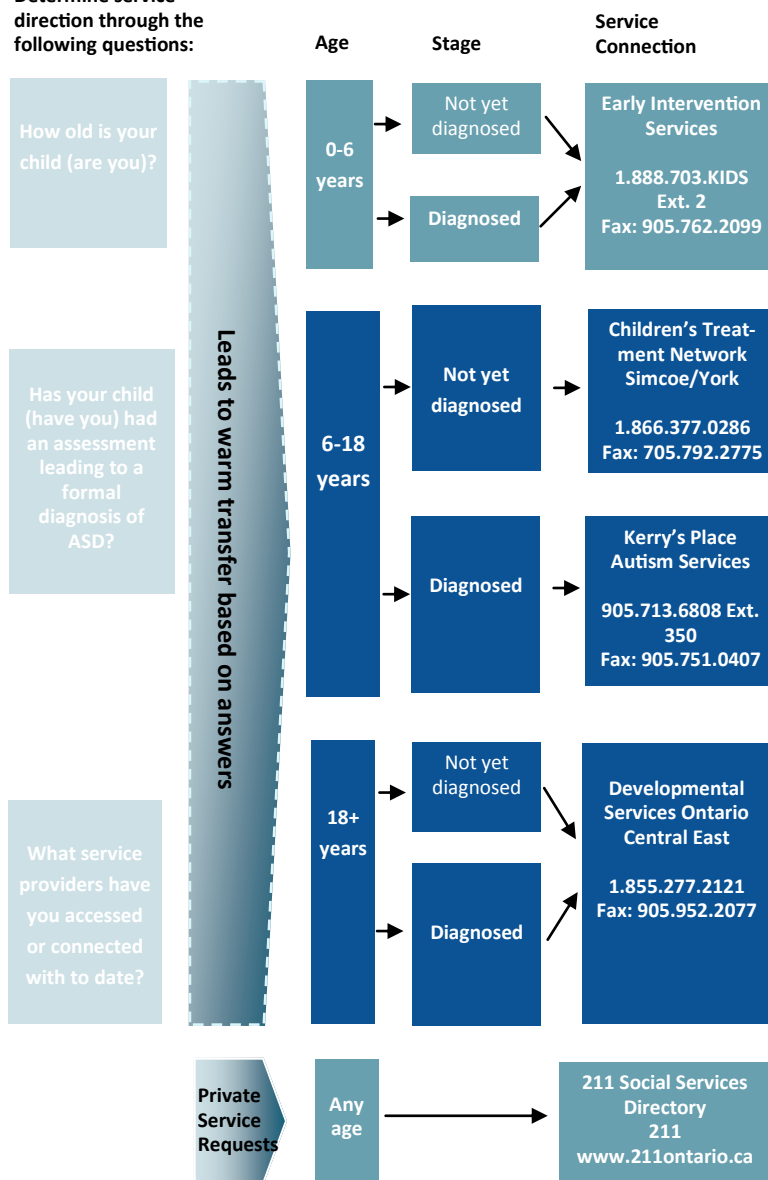 Determine service
direction through the
following questions:
Age
Stage
Service
Connection
How old is your
child (are you)?
Has your child
(have you) had
an assessment
leading to a
formal
diagnosis of
ASD?
What service
providers have
you accessed
or connected
with to date?
Leads to warm transfer based on answers
0-6
years
Not yet
diagnosed
Diagnosed
Early Intervention
Services
1.888.703.KIDS
Ext. 2
Fax: 905.762.2099
6-18
years
Not yet
diagnosed
Children’s Treat-
ment Network
Simcoe/York
1.866.377.0286
Fax: 705.792.2775
Diagnosed
Kerry’s Place
Autism Services
905.713.6808 Ext.
350
Fax: 905.751.0407
18+
years
Not yet
diagnosed
Diagnosed
Developmental
Services Ontario
Central East
1.855.277.2121
Fax: 905.952.2077
Private
Service
Requests
Any
age
211 Social Services
Directory
211
www.211ontario.ca